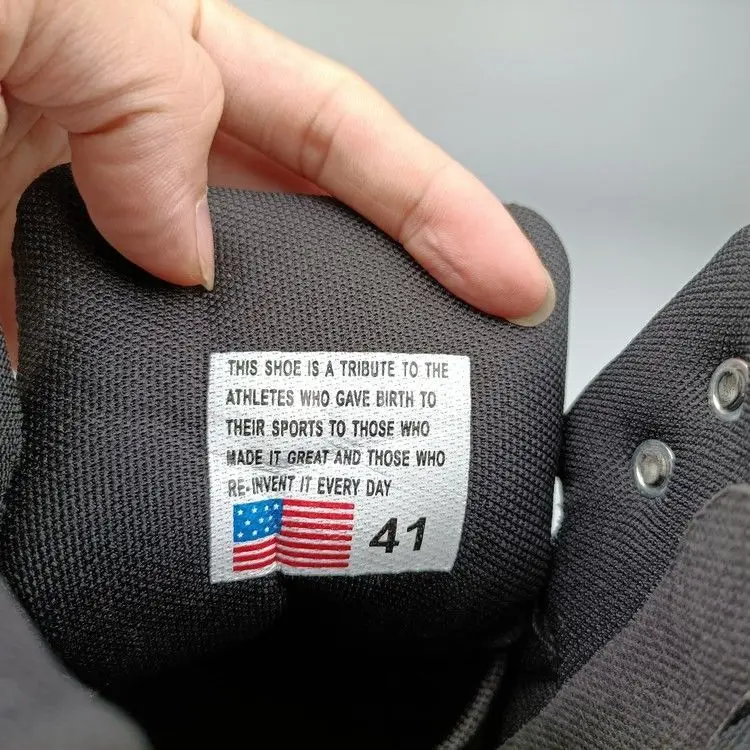 THIS SHOE IS A TRIBUTE TO THE
ATHLETES WHO GAVE BIRTH TO
THEIR SPORTS TO THOSE WHO
MADE IT GREAT AND THOSE WHO
RE-INVENT IT EVERY DAY
41